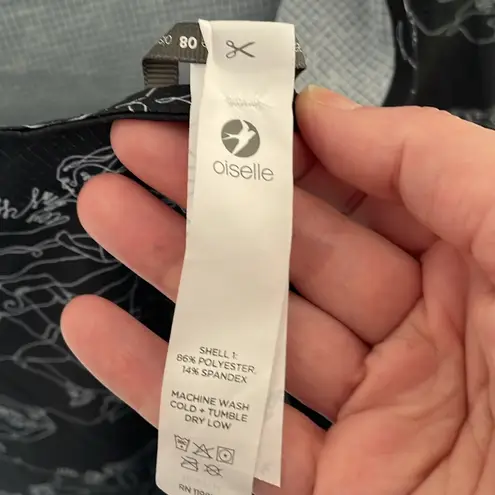 80
oiselle
SHELL 1:
86% POLYESTER,
14% SPANDEX
MACHINE WASH
COLD + TUMBLE
DRY LOW